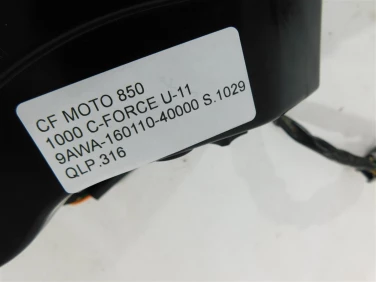 CF MOTO 850
1000 C-FORCE U-11
9AWA-160110-40000 S.1029
QLP.316